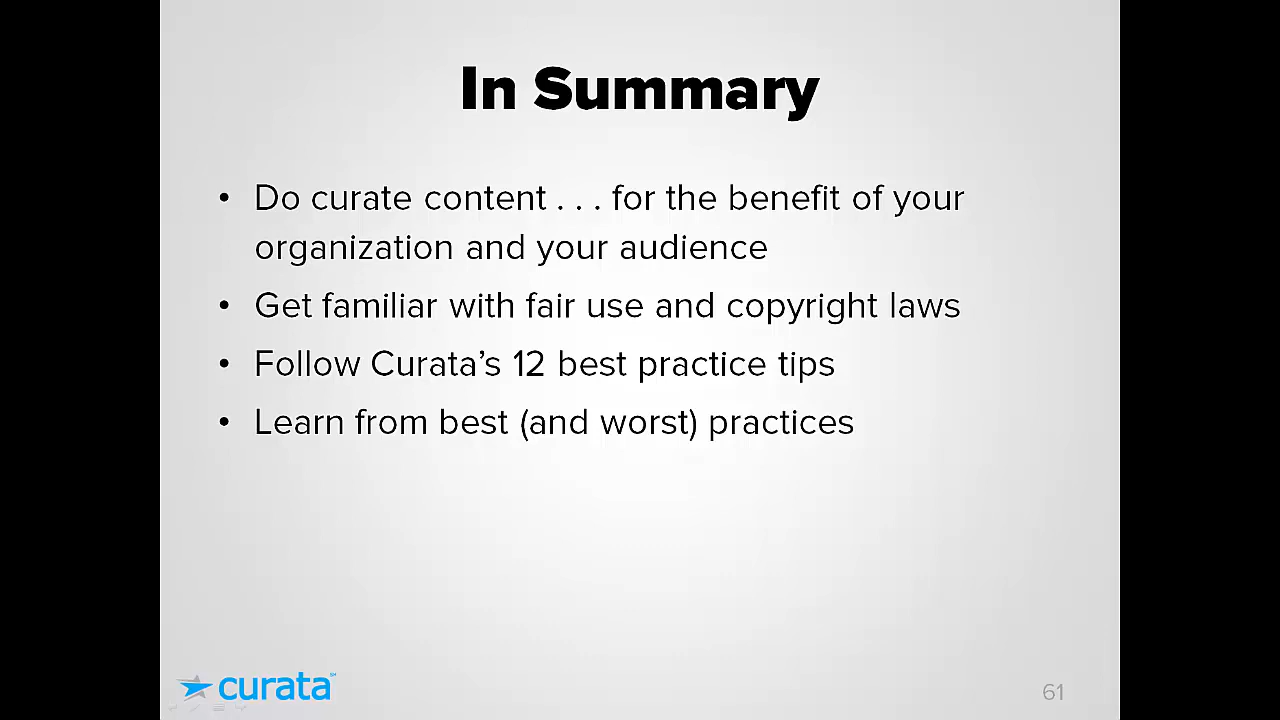 In Summary
• Do curate content . . . for the benefit of your
organization and your audience
• Get familiar with fair use and copyright laws
• Follow Curata’s 12 best practice tips
• Learn from best (and worst) practices
curata℠
61